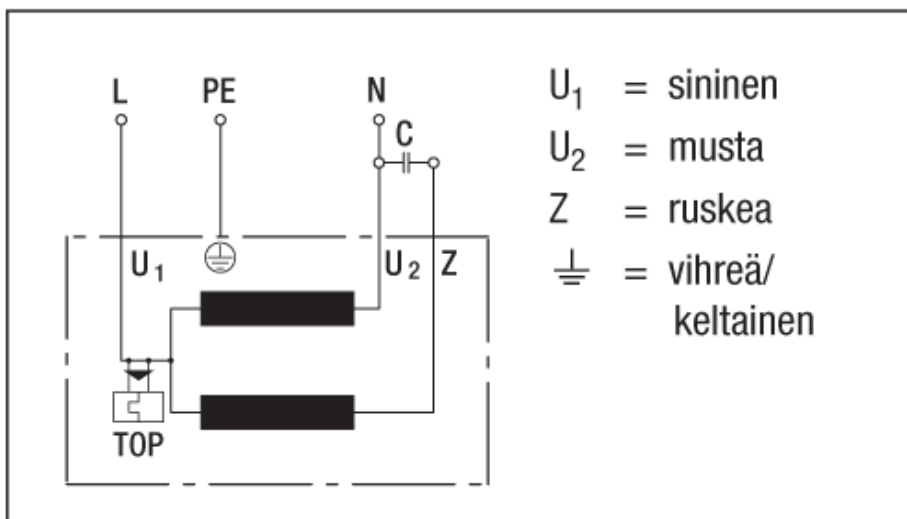 L PE N
C
U₁ U₂ Z
TOP
U₁ = sininen
U₂ = musta
Z = ruskea
⏚ = vihreä/
keltainen